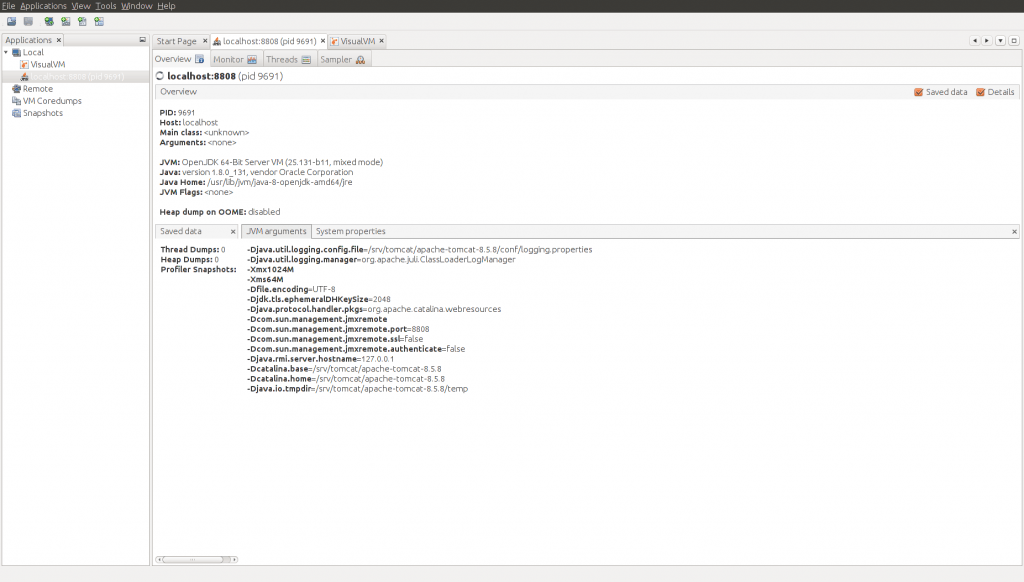 File Applications View Tools Window Help
Applications
Local
VisualVM
localhost:8808 (pid 9691)
Remote
VM Coredumps
Snapshots
Start Page localhost:8808 (pid 9691) VisualVM
Overview Monitor Threads Sampler
localhost:8808 (pid 9691)
Overview Saved data Details
PID: 9691
Host: localhost
Main class: <unknown>
Arguments: <none>
JVM: OpenJDK 64-Bit Server VM (25.131-b11, mixed mode)
Java: version 1.8.0_131, vendor Oracle Corporation
Java Home: /usr/lib/jvm/java-8-openjdk-amd64/jre
JVM Flags: <none>
Heap dump on OOME: disabled
Saved data
Thread Dumps: 0
Heap Dumps: 0
Profiler Snapshots:
JVM arguments System properties
-Djava.util.logging.config.file=/srv/tomcat/apache-tomcat-8.5.8/conf/logging.properties
-Djava.util.logging.manager=org.apache.juli.ClassLoaderLogManager
-Xmx1024M
-Xms64M
-Dfile.encoding=UTF-8
-Djdk.tls.ephemeralDHKeySize=2048
-Djava.protocol.handler.pkgs=org.apache.catalina.webresources
-Dcom.sun.management.jmxremote
-Dcom.sun.management.jmxremote.port=8808
-Dcom.sun.management.jmxremote.ssl=false
-Dcom.sun.management.jmxremote.authenticate=false
-Djava.rmi.server.hostname=127.0.0.1
-Dcatalina.base=/srv/tomcat/apache-tomcat-8.5.8
-Dcatalina.home=/srv/tomcat/apache-tomcat-8.5.8
-Djava.io.tmpdir=/srv/tomcat/apache-tomcat-8.5.8/temp